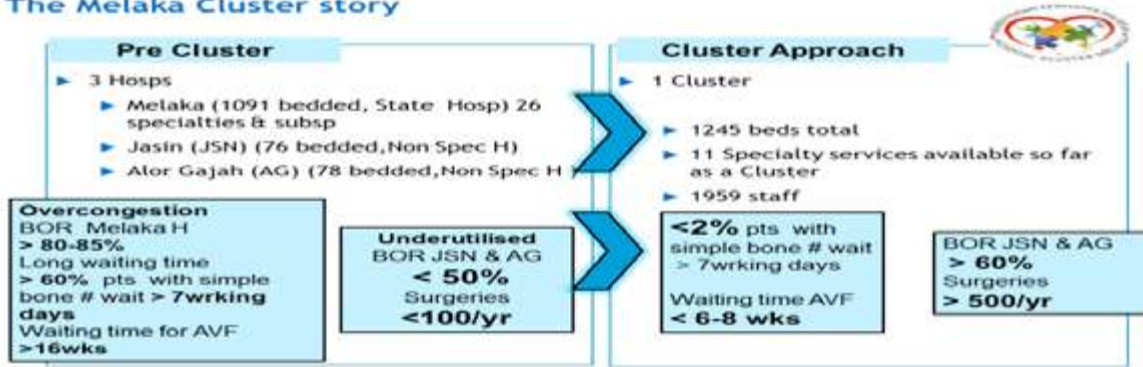 The Melaka Cluster story
Pre Cluster
3 Hosps
Melaka (1091 bedded, State Hosp) 26
specialties & subsp
Jasin (JSN) (76 bedded,Non Spec H)
Alor Gajah (AG) (78 bedded,Non Spec H )
Overcongestion
BOR Melaka H
> 80-85%
Long waiting time
> 60% pts with simple
bone # wait > 7wrking
days
Waiting time for AVF
>16wks
Underutilised
BOR JSN & AG
< 50%
Surgeries
<100/yr
Cluster Approach
1 Cluster
1245 beds total
11 Specialty services available so far
as a Cluster
1959 staff
<2% pts with
simple bone # wait
> 7wrking days
Waiting time AVF
< 6-8 wks
BOR JSN & AG
> 60%
Surgeries
> 500/yr